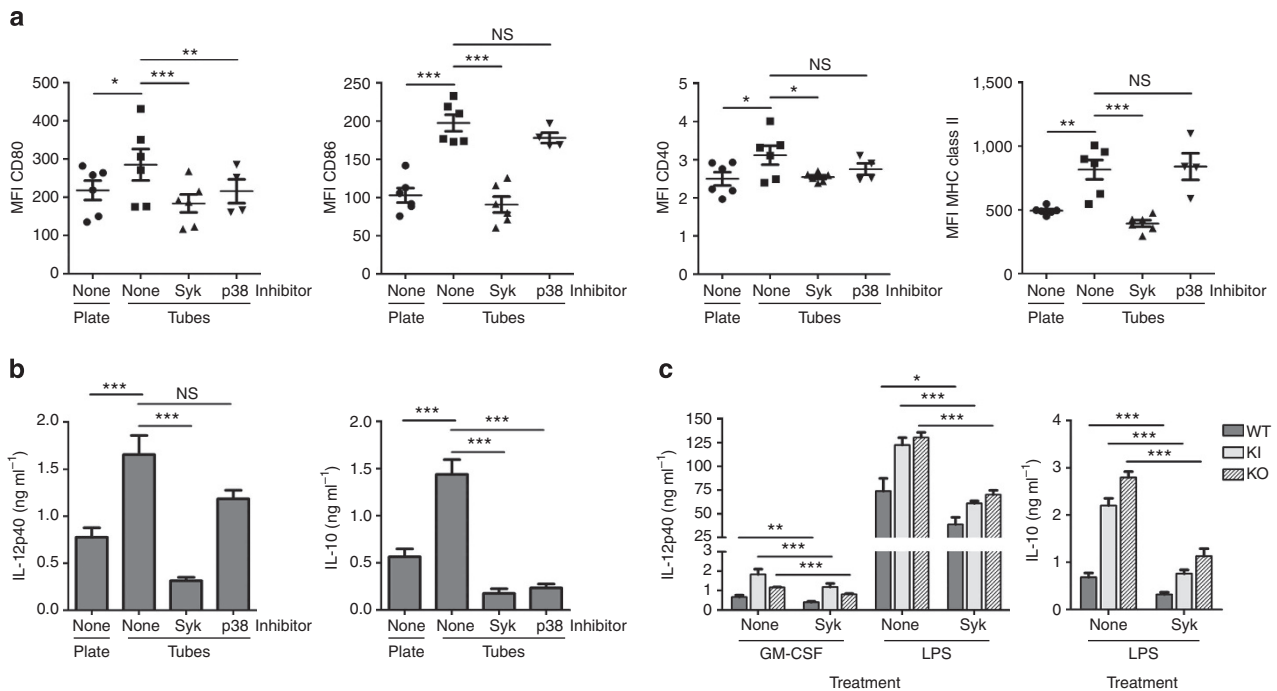 a
NS
**
***
NS
NS
***
*
***
***
*
*
**
500
400
300
200
100
0
MFI CD80
250
200
150
100
50
0
MFI CD86
5
4
3
2
1
0
MFI CD40
1,500
1,000
500
0
MFI MHC class II
None None Syk p38 Inhibitor
Plate Tubes
None None Syk p38 Inhibitor
Plate Tubes
None None Syk p38 Inhibitor
Plate Tubes
None None Syk p38 Inhibitor
Plate Tubes
b
*** NS
***
2.0
1.5
1.0
0.5
0.0
IL-12p40 (ng ml−1)
None None Syk p38 Inhibitor
Plate Tubes
*** ***
***
2.0
1.5
1.0
0.5
0.0
IL-10 (ng ml−1)
None None Syk p38 Inhibitor
Plate Tubes
c
*
***
***
**
***
***
150
125
100
75
50
25
3
2
1
0
IL-12p40 (ng ml−1)
None Syk None Syk
GM-CSF LPS
Treatment
***
***
***
4
3
2
1
0
IL-10 (ng ml−1)
None Syk
LPS
Treatment
WT
KI
KO